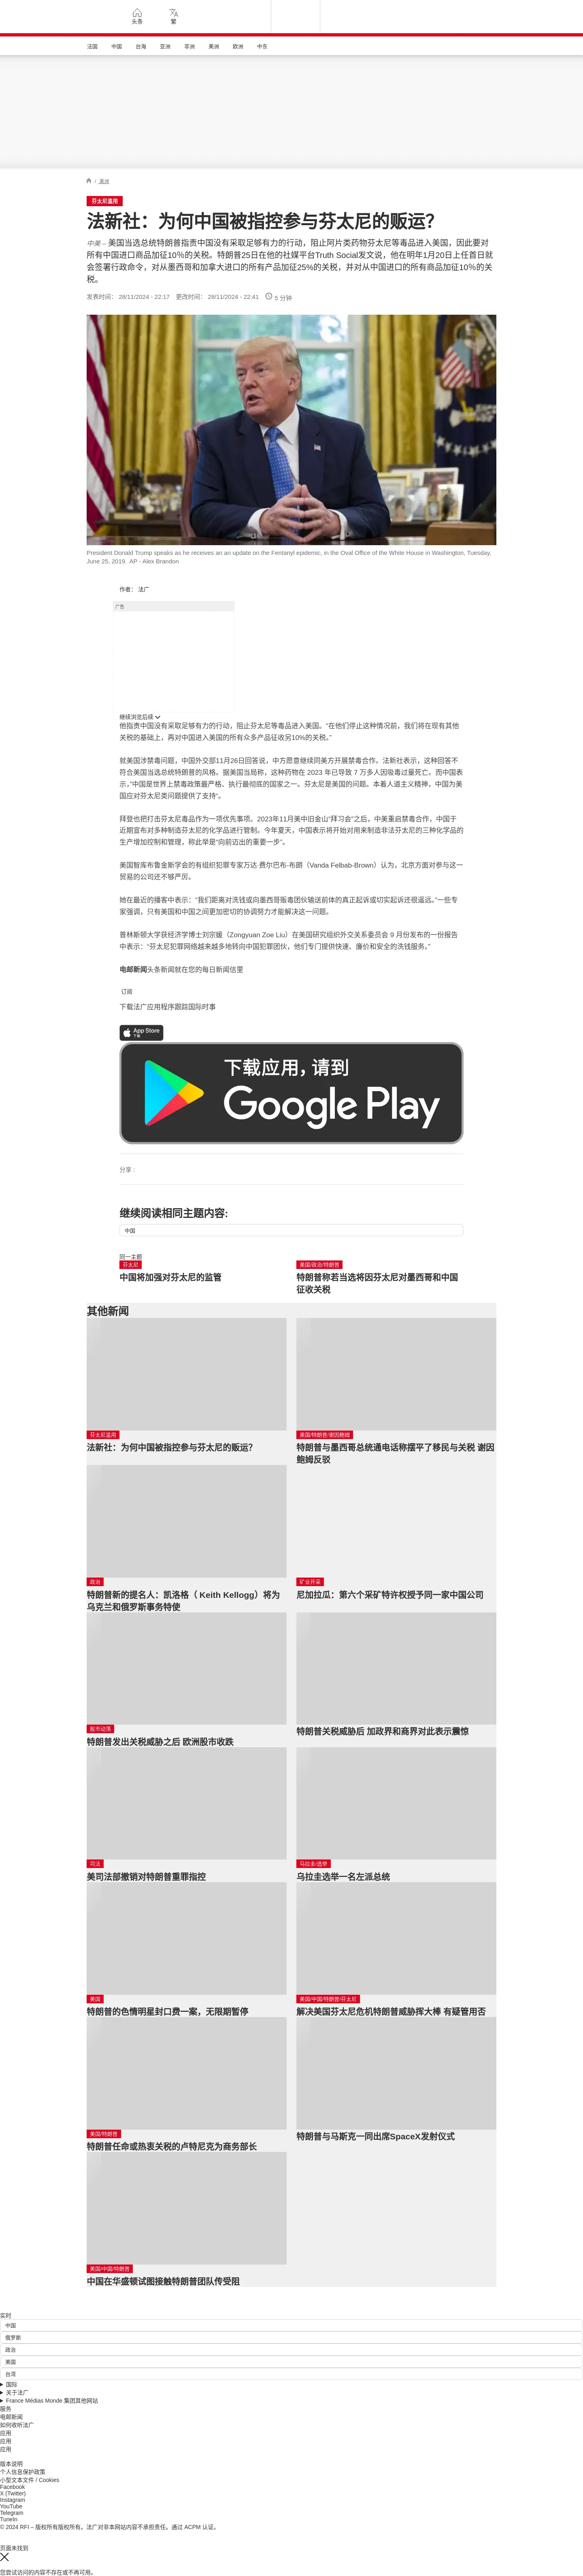 头条
繁
法国
中国
台海
亚洲
非洲
美洲
欧洲
中东
/ 美洲
芬太尼滥用
法新社：为何中国被指控参与芬太尼的贩运？
中美 – 美国当选总统特朗普指责中国没有采取足够有力的行动，阻止阿片类药物芬太尼等毒品进入美国，因此要对
所有中国进口商品加征10％的关税。特朗普25日在他的社媒平台Truth Social发文说，他在明年1月20日上任首日就
会签署行政命令，对从墨西哥和加拿大进口的所有产品加征25%的关税，并对从中国进口的所有商品加征10％的关
税。
发表时间： 28/11/2024 - 22:17 更改时间： 28/11/2024 - 22:41 5 分钟
President Donald Trump speaks as he receives an an update on the Fentanyl epidemic, in the Oval Office of the White House in Washington, Tuesday,
June 25, 2019. AP - Alex Brandon
作者： 法广
广告
继续浏览后续
他指责中国没有采取足够有力的行动，阻止芬太尼等毒品进入美国。“在他们停止这种情况前，我们将在现有其他
关税的基础上，再对中国进入美国的所有众多产品征收另10%的关税。”
就美国涉禁毒问题，中国外交部11月26日回答说，中方愿意继续同美方开展禁毒合作。法新社表示，这种回答不
符合美国当选总统特朗普的风格。据美国当局称，这种药物在 2023 年已导致 7 万多人因吸毒过量死亡。而中国表
示，”中国是世界上禁毒政策最严格、执行最彻底的国家之一。芬太尼是美国的问题。本着人道主义精神，中国为美
国应对芬太尼类问题提供了支持“。
拜登也把打击芬太尼毒品作为一项优先事项。2023年11月美中旧金山”拜习会”之后，中美重启禁毒合作，中国于
近期宣布对多种制造芬太尼的化学品进行管制。今年夏天，中国表示将开始对用来制造非法芬太尼的三种化学品的
生产增加控制和管理，称此举是”向前迈出的重要一步”。
美国智库布鲁金斯学会的有组织犯罪专家万达·费尔巴布-布朗（Vanda Felbab-Brown）认为，北京方面对参与这一
贸易的公司还不够严厉。
她在最近的播客中表示：“我们距离对洗钱或向墨西哥贩毒团伙输送前体的真正起诉或切实起诉还很遥远。”一些专
家强调，只有美国和中国之间更加密切的协调努力才能解决这一问题。
普林斯顿大学获经济学博士刘宗媛（Zongyuan Zoe Liu）在美国研究组织外交关系委员会 9 月份发布的一份报告
中表示：“芬太尼犯罪网络越来越多地转向中国犯罪团伙，他们专门提供快速、廉价和安全的洗钱服务。”
电邮新闻头条新闻就在您的每日新闻信里
订阅
下载法广应用程序跟踪国际时事
App Store
下载
下载应用，请到
Google Play
分享 :
继续阅读相同主题内容:
中国
同一主题
芬太尼
中国将加强对芬太尼的监管
美国/政治/特朗普
特朗普称若当选将因芬太尼对墨西哥和中国
征收关税
其他新闻
芬太尼滥用
法新社：为何中国被指控参与芬太尼的贩运？
美国/特朗普/谢因鲍姆
特朗普与墨西哥总统通电话称摆平了移民与关税 谢因
鲍姆反驳
政治
特朗普新的提名人：凯洛格（ Keith Kellogg）将为
乌克兰和俄罗斯事务特使
矿业开采
尼加拉瓜：第六个采矿特许权授予同一家中国公司
股市动荡
特朗普发出关税威胁之后 欧洲股市收跌
特朗普关税威胁后 加政界和商界对此表示震惊
司法
美司法部撤销对特朗普重罪指控
乌拉圭/选举
乌拉圭选举一名左派总统
美国
特朗普的色情明星封口费一案，无限期暂停
美国/中国/特朗普/芬太尼
解决美国芬太尼危机特朗普威胁挥大棒 有疑管用否
美国/特朗普
特朗普任命或热衷关税的卢特尼克为商务部长
特朗普与马斯克一同出席SpaceX发射仪式
美国/中国/特朗普
中国在华盛顿试图接触特朗普团队传受阻
实时
中国
俄罗斯
政治
美国
台湾
国际
关于法广
France Médias Monde 集团其他网站
服务
电邮新闻
如何收听法广
应用
应用
应用
版本说明
个人信息保护政策
小型文本文件 / Cookies
Facebook
X (Twitter)
Instagram
YouTube
Telegram
TuneIn
© 2024 RFI – 版权所有版权所有。法广对非本网站内容不承担责任。通过 ACPM 认证。
页面未找到
您尝试访问的内容不存在或不再可用。